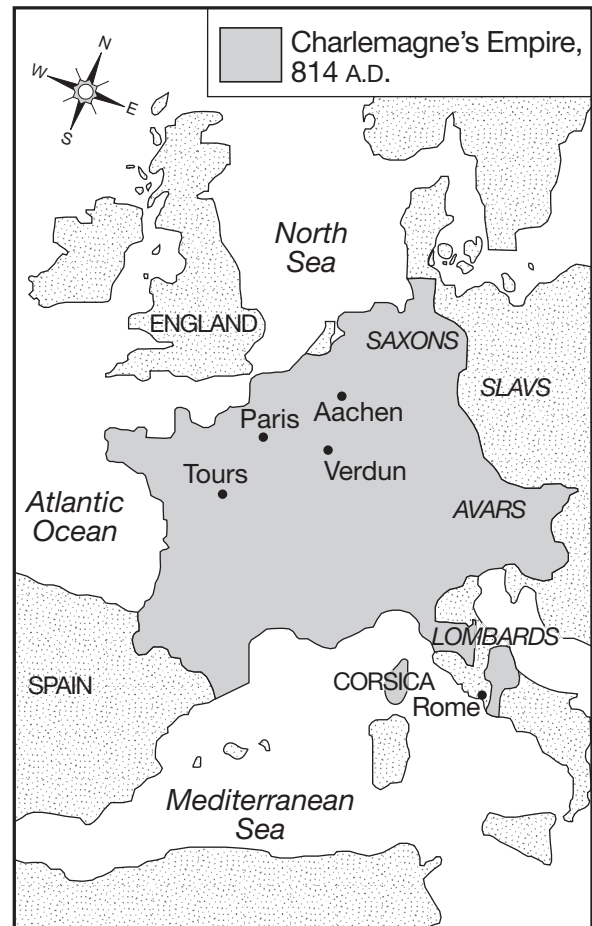 Charlemagne's Empire,
814 A.D.
N
W
E
S
North
Sea
ENGLAND
SAXONS
SLAVS
Paris
Aachen
Verdun
Tours
Atlantic
Ocean
AVARS
LOMBARDS
SPAIN
CORSICA
Rome
Mediterranean
Sea